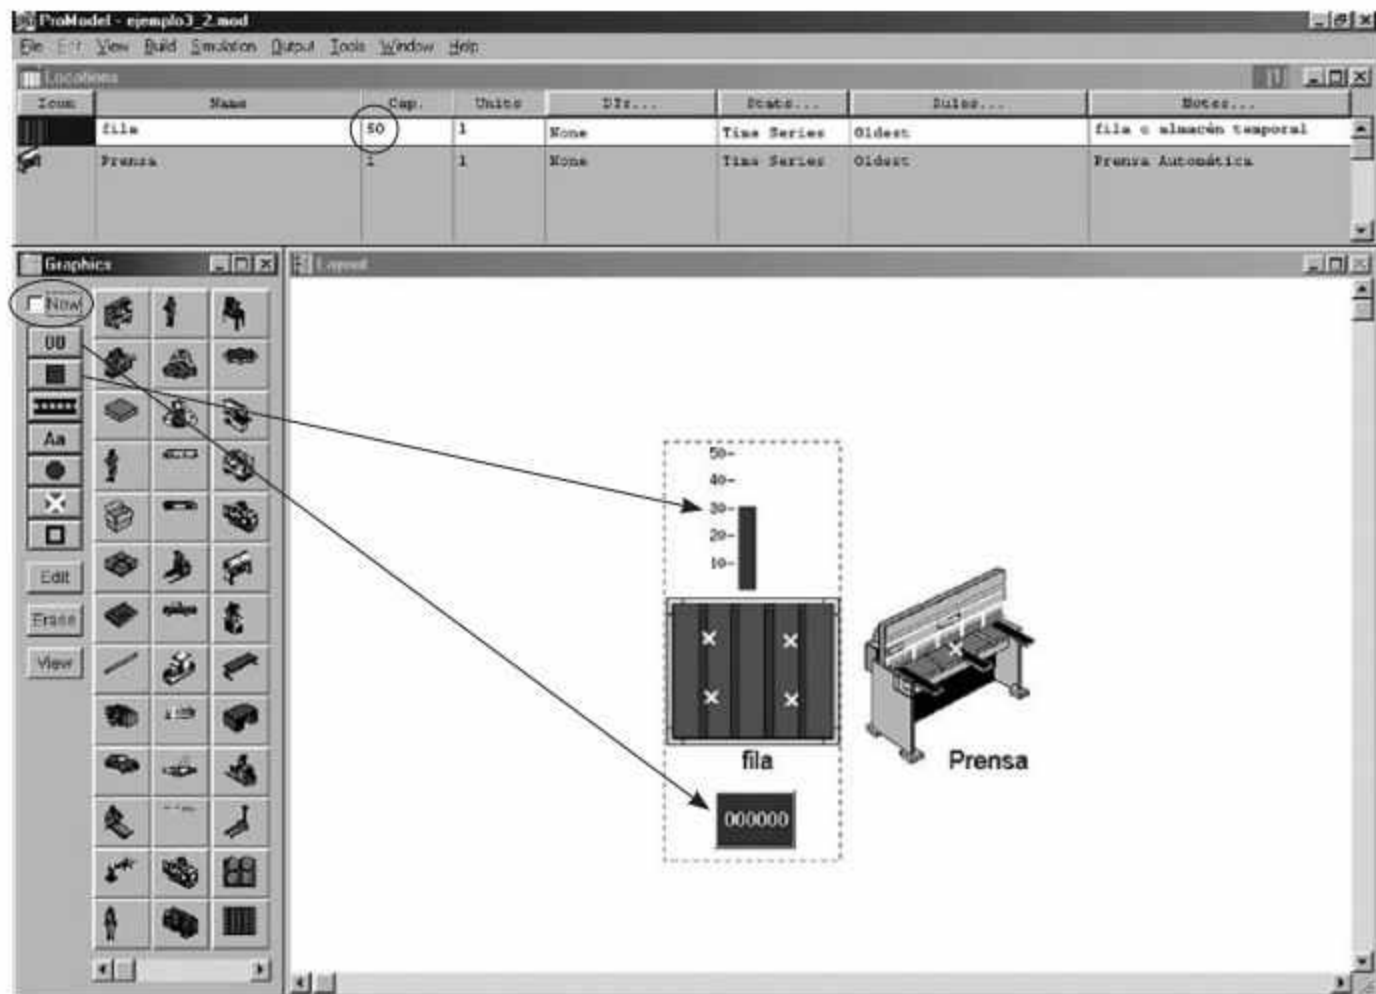 ProModel - ejemplo3_2.mod
File Edit View Build Simulation Output Tools Window Help
Locations
Icon Name Cap. Units DTs... Stats... Rules... Notes...
fila 50 1 None Time Series Oldest fila o almacén temporal
Prensa 1 1 None Time Series Oldest Prensa Automática
Graphics
Layout
New
00
Aa
Edit
Erase
View
50-
40-
30-
20-
10-
fila
Prensa
000000